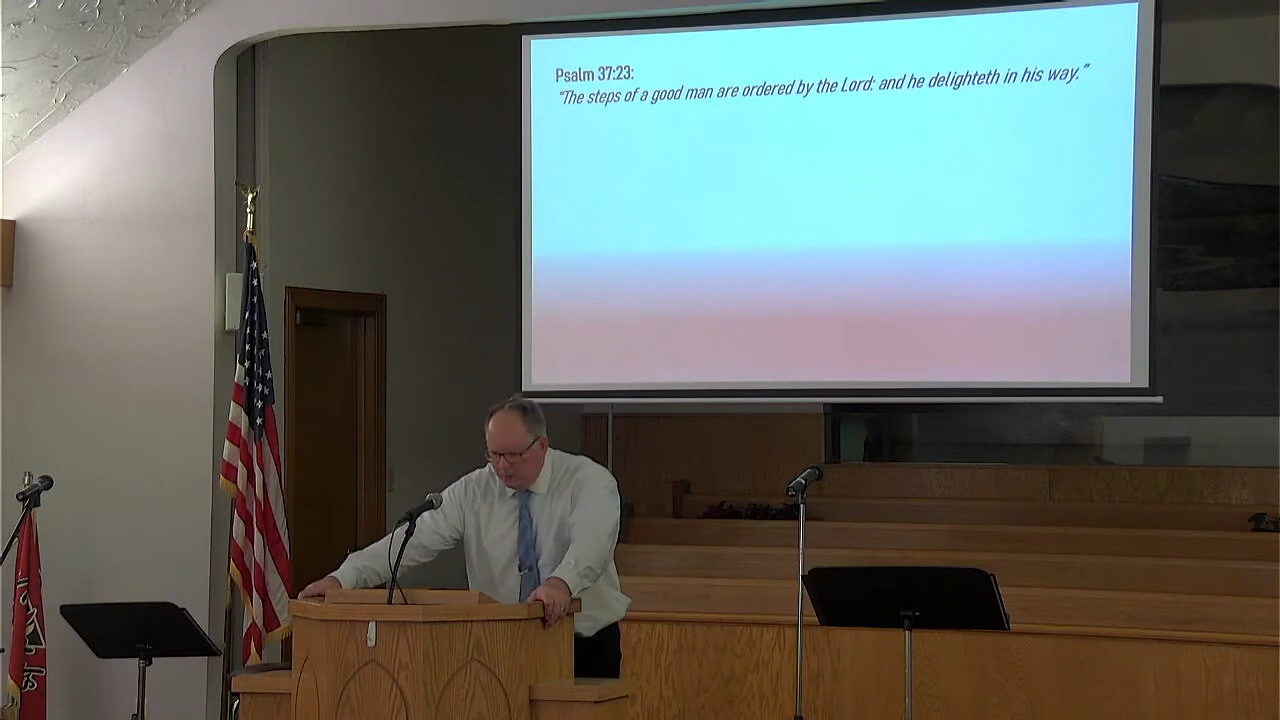 Psalm 37:23:
“The steps of a good man are ordered by the Lord: and he delighteth in his way.”